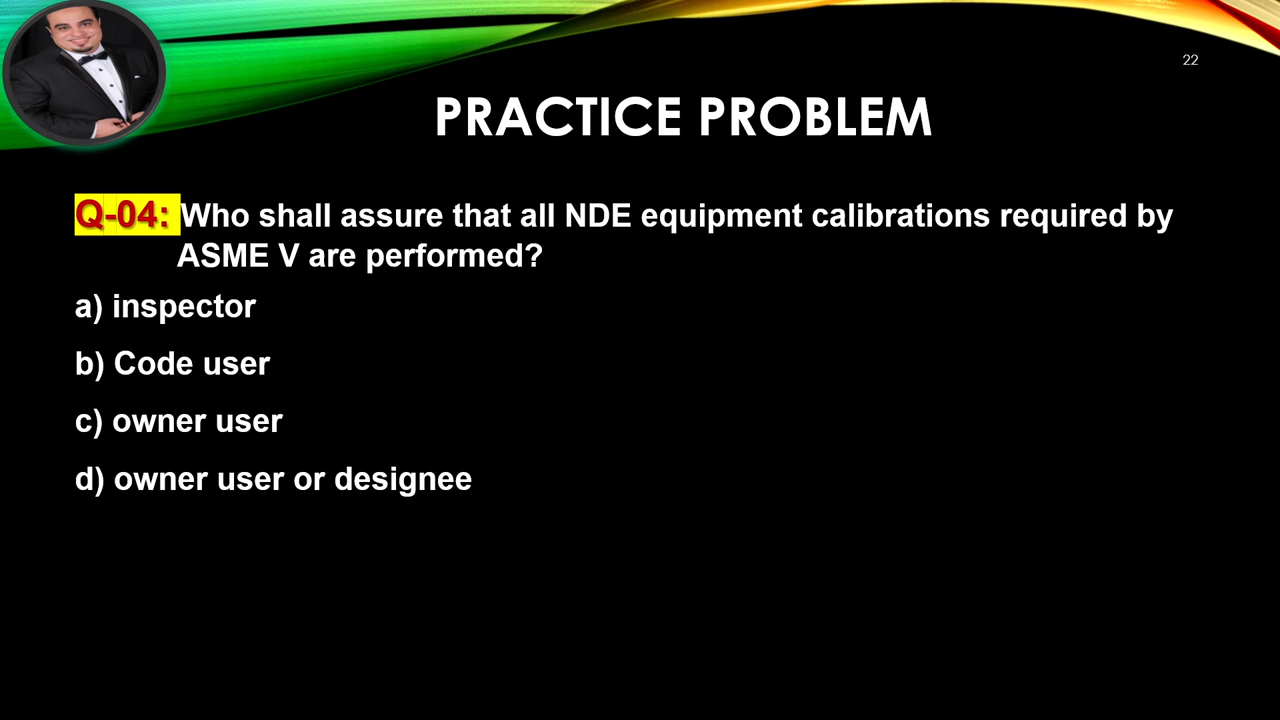 22
PRACTICE PROBLEM
Q-04: Who shall assure that all NDE equipment calibrations required by
ASME V are performed?
a) inspector
b) Code user
c) owner user
d) owner user or designee